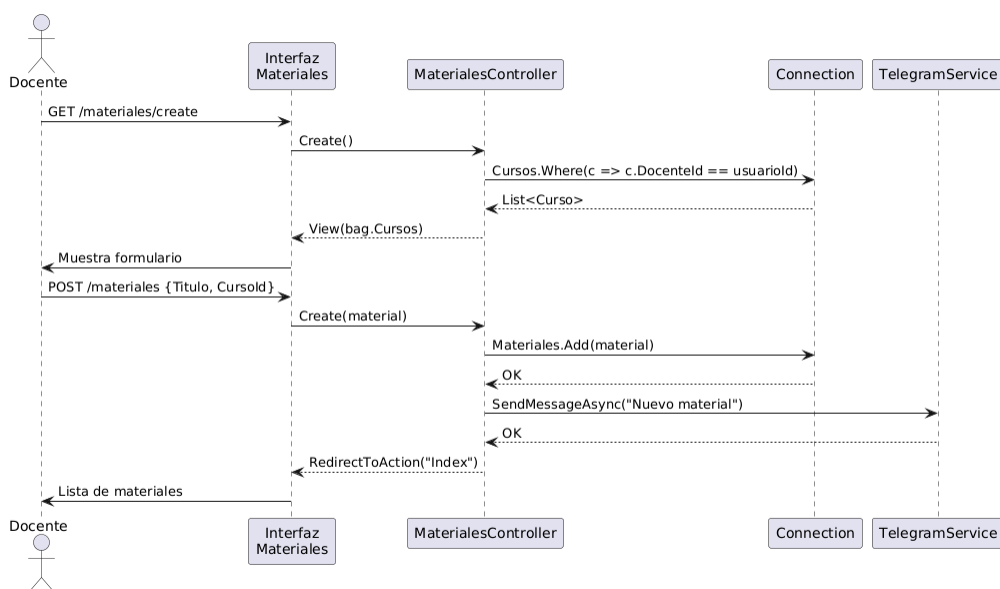 Docente
Interfaz
Materiales
MaterialesController
Connection
TelegramService
GET /materiales/create
Create()
Cursos.Where(c => c.DocenteId == usuarioId)
List<Curso>
View(bag.Cursos)
Muestra formulario
POST /materiales {Titulo, CursoId}
Create(material)
Materiales.Add(material)
OK
SendMessageAsync("Nuevo material")
OK
RedirectToAction("Index")
Lista de materiales
Docente
Interfaz
Materiales
MaterialesController
Connection
TelegramService